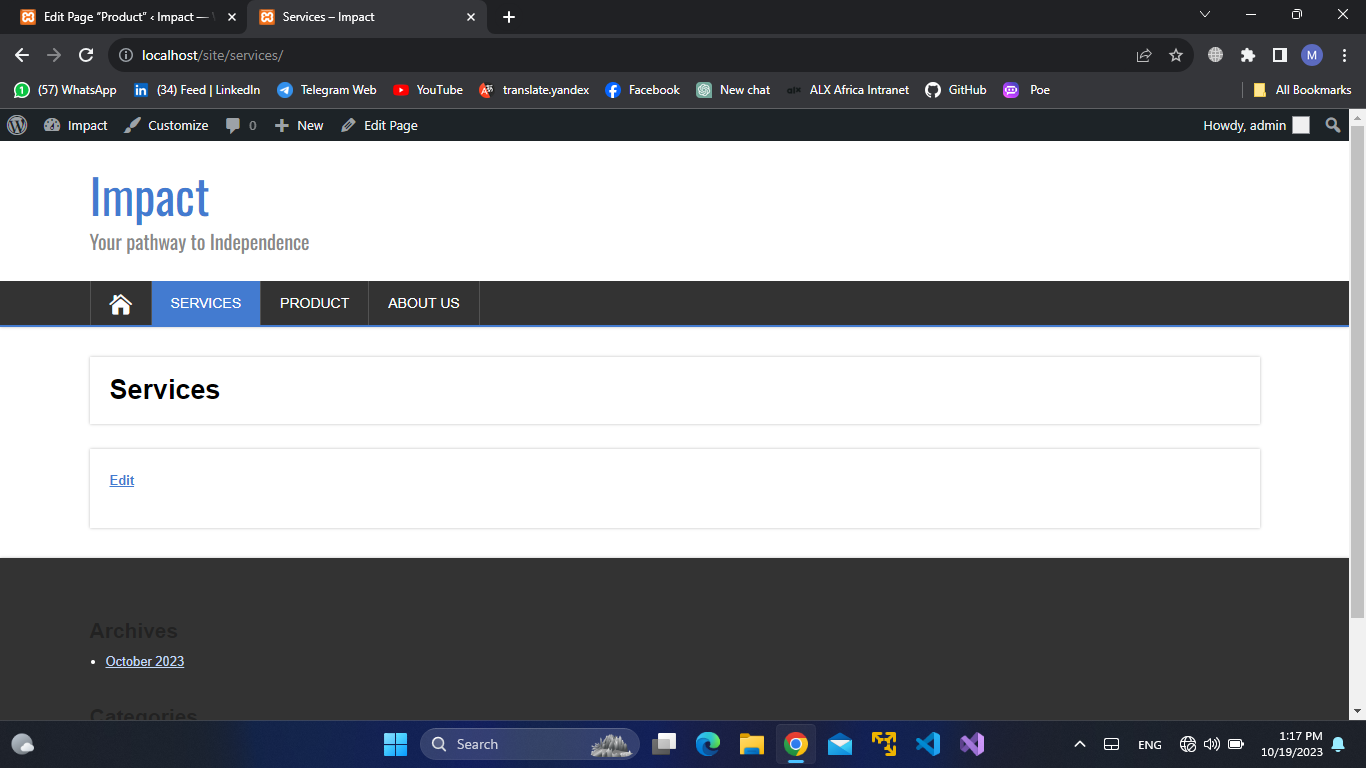 Edit Page "Product" ‹ Impact —
Services – Impact
localhost/site/services/
M
(57) WhatsApp
(34) Feed | LinkedIn
Telegram Web
YouTube
translate.yandex
Facebook
New chat
ALX Africa Intranet
GitHub
Poe
All Bookmarks
Impact
Customize
0
New
Edit Page
Howdy, admin
Impact
Your pathway to Independence
SERVICES
PRODUCT
ABOUT US
Services
Edit
Archives
October 2023
Categories
Search
ENG
1:17 PM
10/19/2023